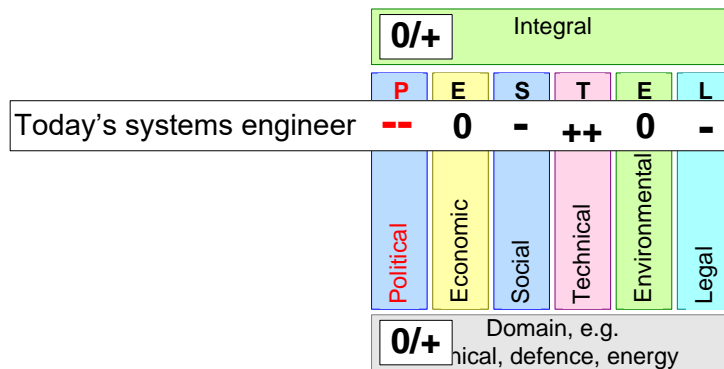 0/+ Integral
P E S T E L
Today’s systems engineer -- 0 - ++ 0 -
Political Economic Social Technical Environmental Legal
0/+ Domain, e.g.
nical, defence, energy